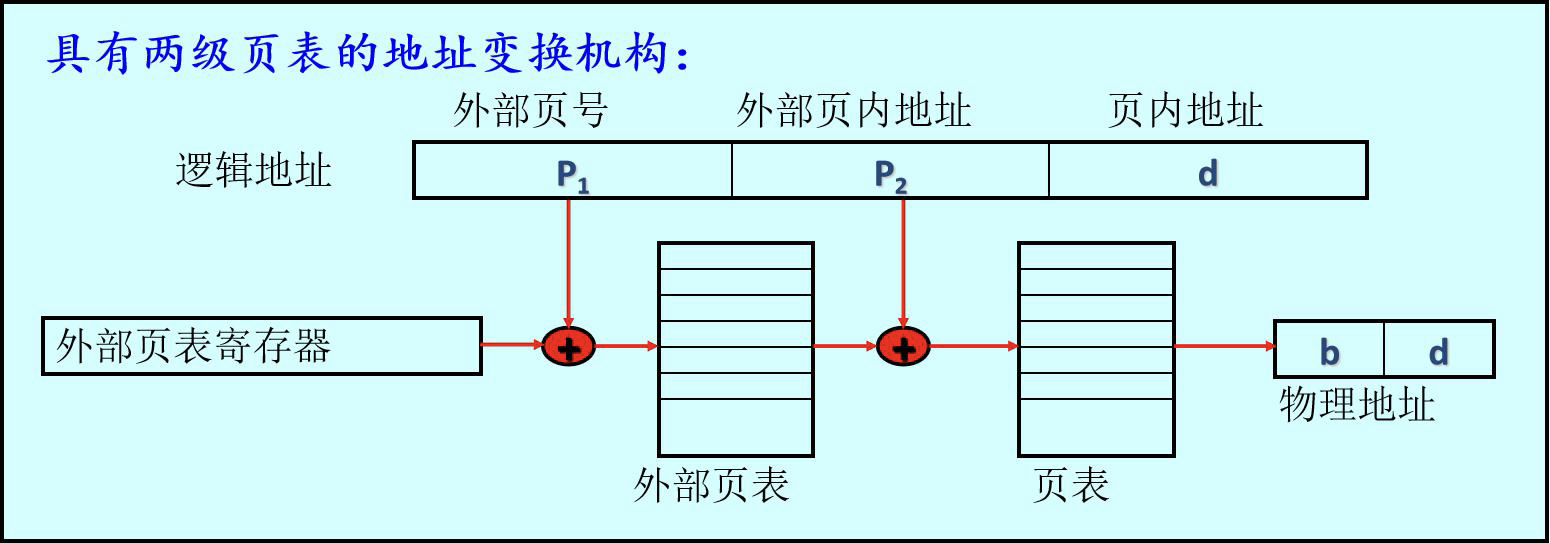 具有两级页表的地址变换机构：
外部页号 外部页内地址 页内地址
逻辑地址 P₁ P₂ d
外部页表寄存器 + + b d
物理地址
外部页表 页表